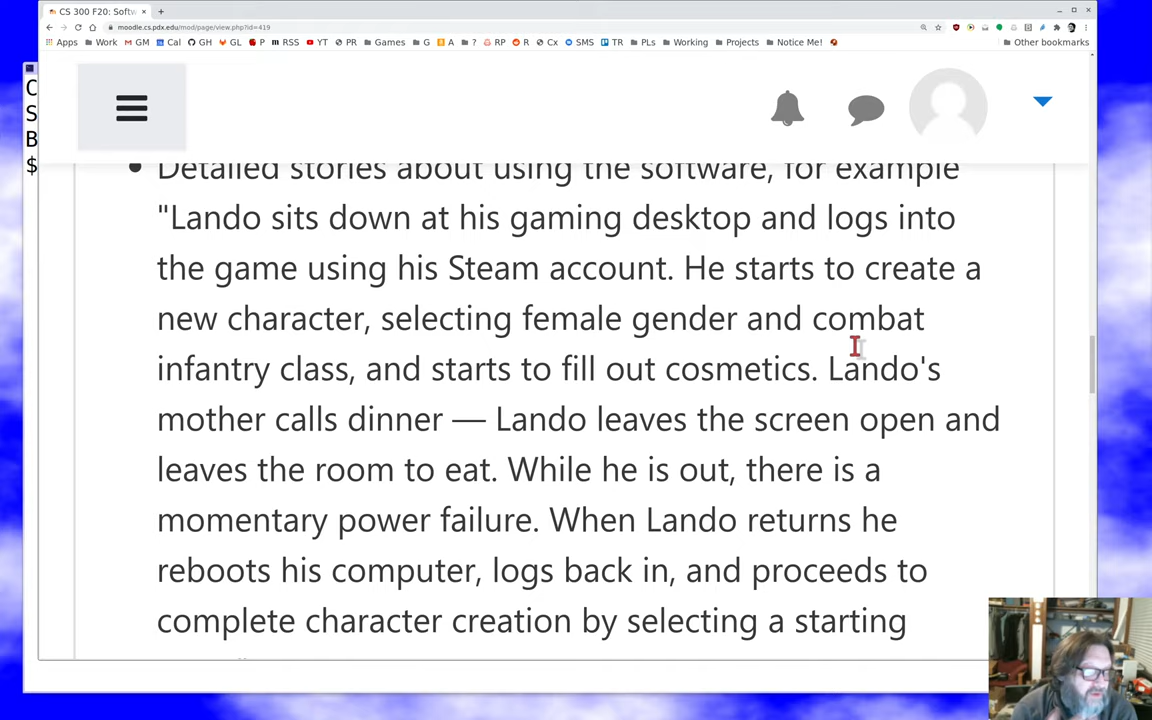 CS 300 F20: Softw
moodle.cs.pdx.edu/mod/page/view.php?id=419
Apps Work GM Cal GH GL P RSS YT PR Games G A ? RP R Cx SMS TR PLs Working Projects Notice Me! Other bookmarks
C
S
B
$
Detailed stories about using the software, for example
"Lando sits down at his gaming desktop and logs into
the game using his Steam account. He starts to create a
new character, selecting female gender and combat
infantry class, and starts to fill out cosmetics. Lando's
mother calls dinner — Lando leaves the screen open and
leaves the room to eat. While he is out, there is a
momentary power failure. When Lando returns he
reboots his computer, logs back in, and proceeds to
complete character creation by selecting a starting